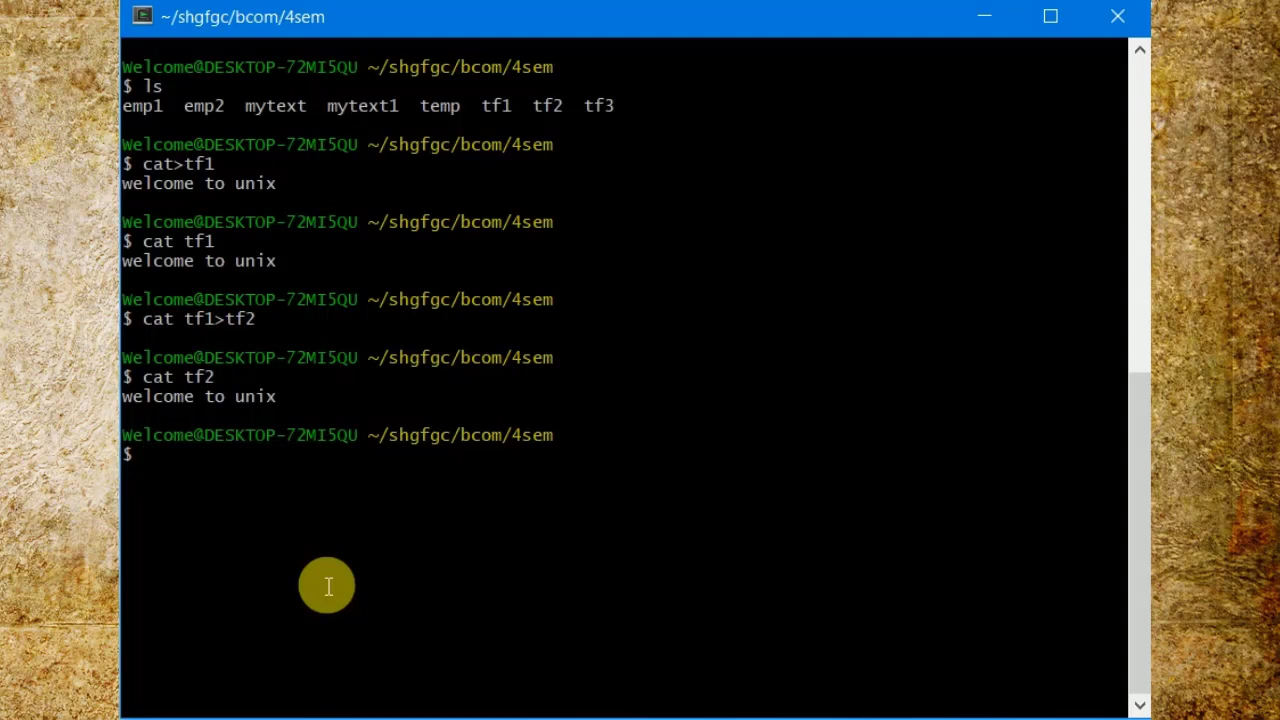 ~/shgfgc/bcom/4sem
Welcome@DESKTOP-72MI5QU ~/shgfgc/bcom/4sem
$ ls
emp1 emp2 mytext mytext1 temp tf1 tf2 tf3
Welcome@DESKTOP-72MI5QU ~/shgfgc/bcom/4sem
$ cat>tf1
welcome to unix
Welcome@DESKTOP-72MI5QU ~/shgfgc/bcom/4sem
$ cat tf1
welcome to unix
Welcome@DESKTOP-72MI5QU ~/shgfgc/bcom/4sem
$ cat tf1>tf2
Welcome@DESKTOP-72MI5QU ~/shgfgc/bcom/4sem
$ cat tf2
welcome to unix
Welcome@DESKTOP-72MI5QU ~/shgfgc/bcom/4sem
$